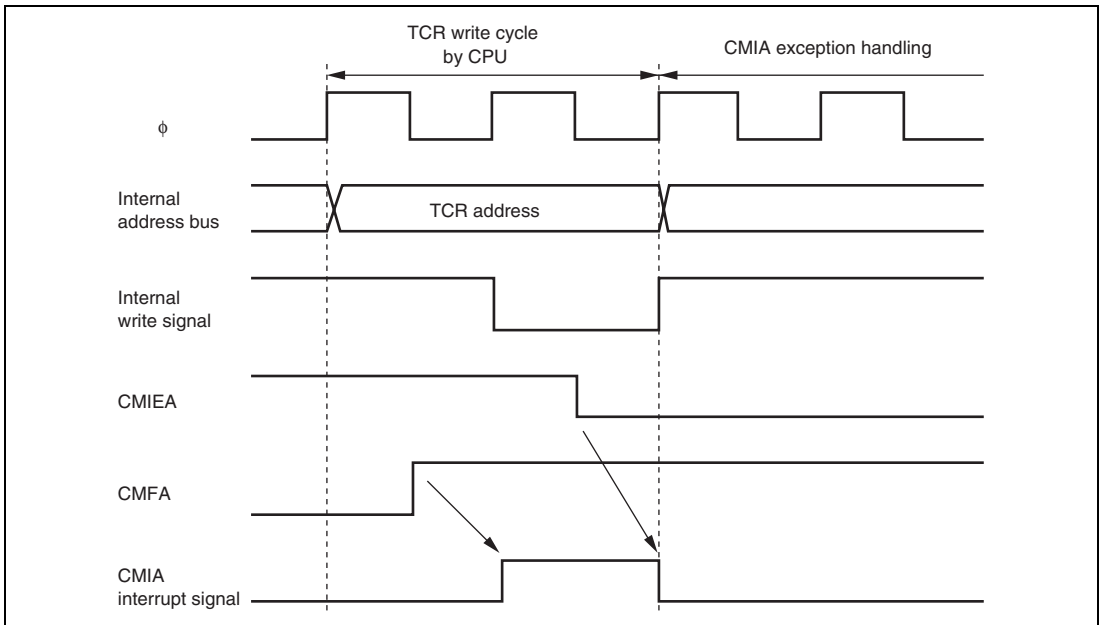 TCR write cycle
by CPU
CMIA exception handling
ϕ
Internal
address bus
TCR address
Internal
write signal
CMIEA
CMFA
CMIA
interrupt signal